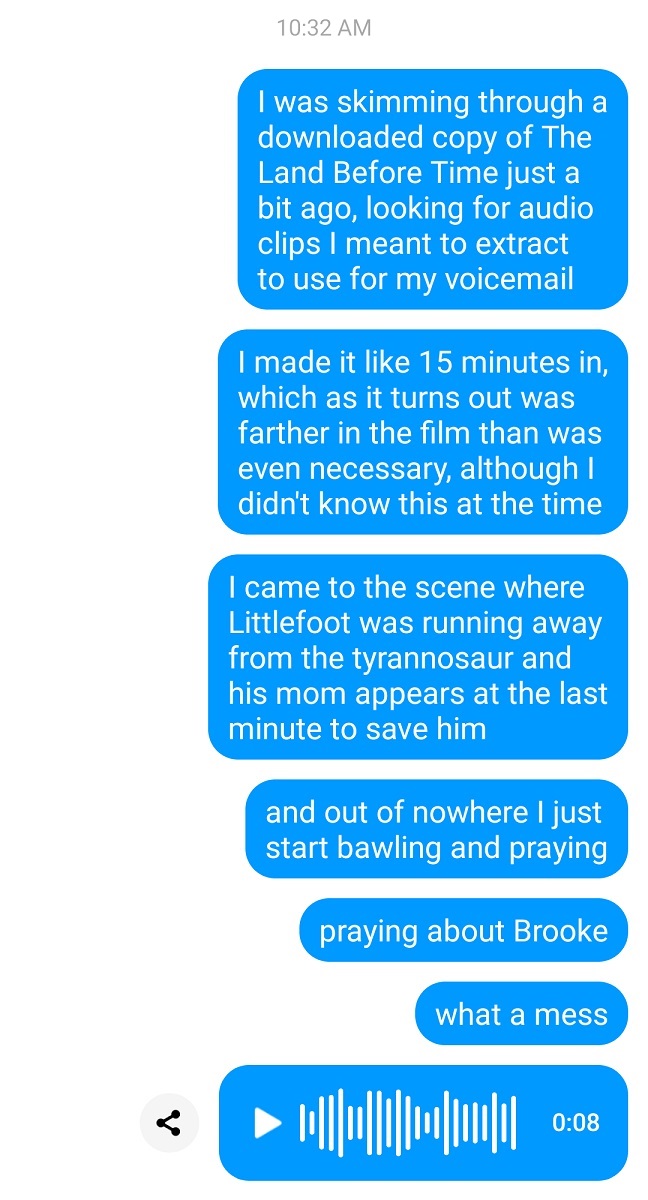 10:32 AM
I was skimming through a
downloaded copy of The
Land Before Time just a
bit ago, looking for audio
clips I meant to extract
to use for my voicemail
I made it like 15 minutes in,
which as it turns out was
farther in the film than was
even necessary, although I
didn't know this at the time
I came to the scene where
Littlefoot was running away
from the tyrannosaur and
his mom appears at the last
minute to save him
and out of nowhere I just
start bawling and praying
praying about Brooke
what a mess
0:08